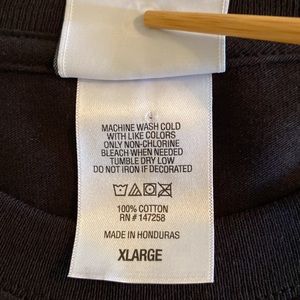 MACHINE WASH COLD
WITH LIKE COLORS
ONLY NON-CHLORINE
BLEACH WHEN NEEDED
TUMBLE DRY LOW
DO NOT IRON IF DECORATED
100% COTTON
RN # 147258
MADE IN HONDURAS
XLARGE